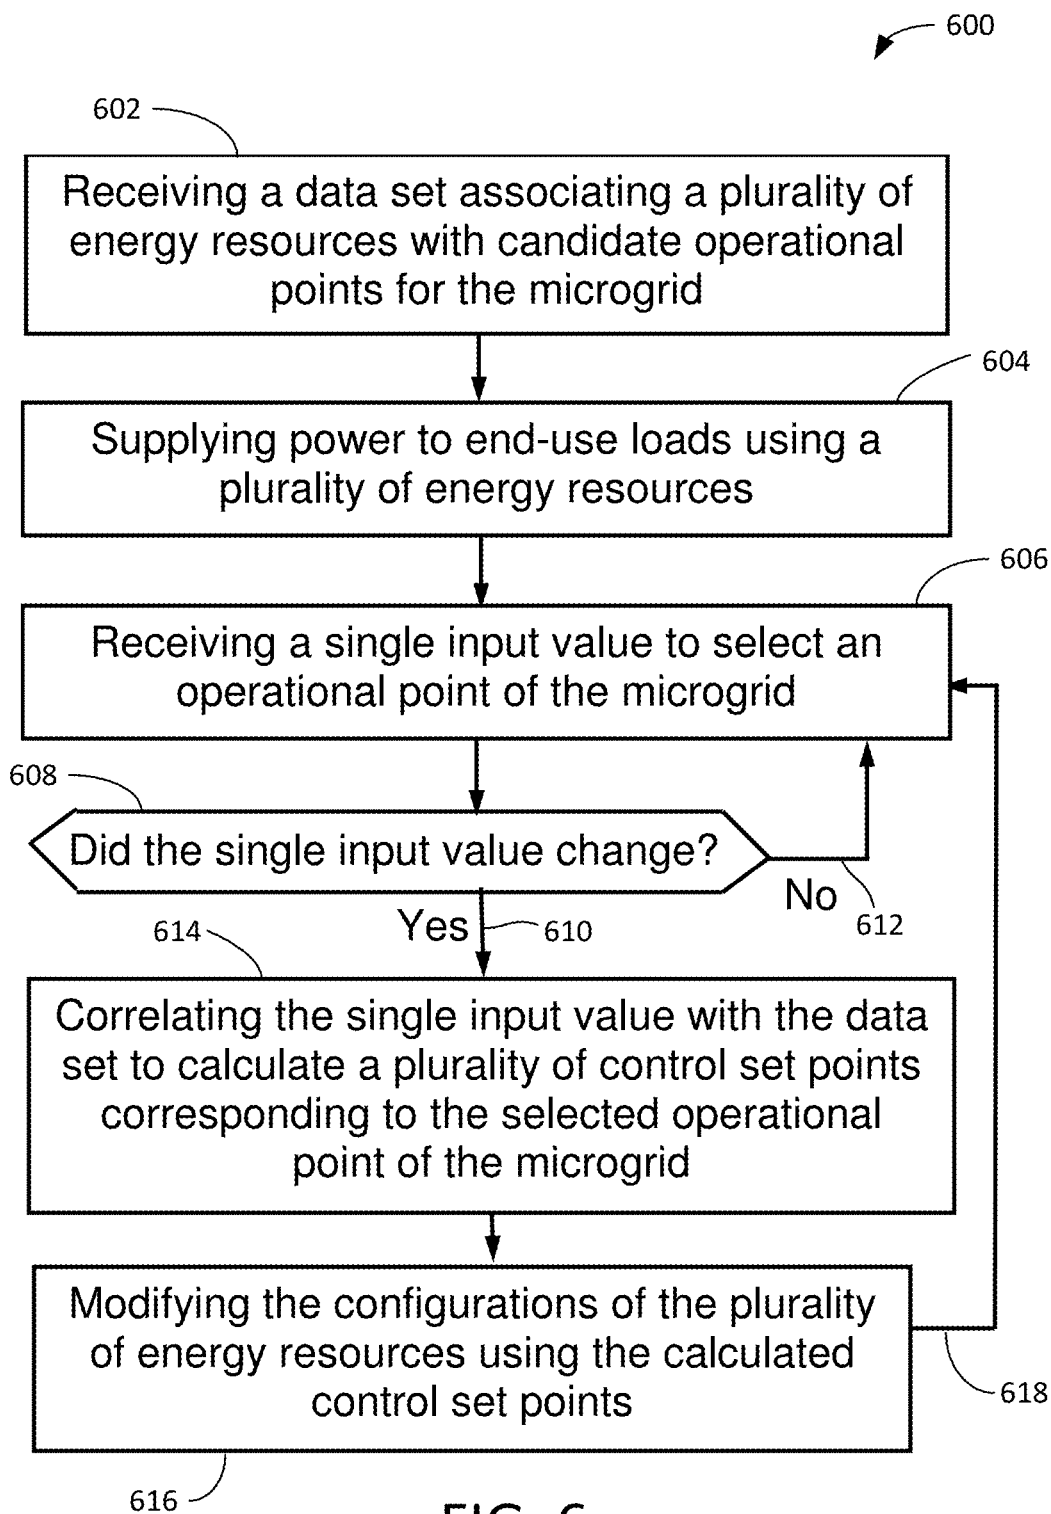 600
602
Receiving a data set associating a plurality of
energy resources with candidate operational
points for the microgrid
604
Supplying power to end-use loads using a
plurality of energy resources
606
Receiving a single input value to select an
operational point of the microgrid
608
Did the single input value change?
No
612
Yes
610
614
Correlating the single input value with the data
set to calculate a plurality of control set points
corresponding to the selected operational
point of the microgrid
Modifying the configurations of the plurality
of energy resources using the calculated
control set points
618
616
FIG. 6